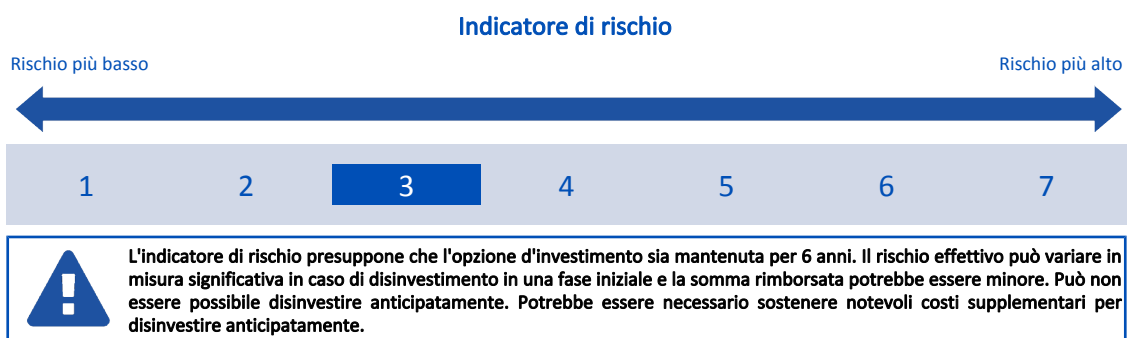 Indicatore di rischio
Rischio più basso
Rischio più alto
1 2 3 4 5 6 7
L'indicatore di rischio presuppone che l'opzione d'investimento sia mantenuta per 6 anni. Il rischio effettivo può variare in
misura significativa in caso di disinvestimento in una fase iniziale e la somma rimborsata potrebbe essere minore. Può non
essere possibile disinvestire anticipatamente. Potrebbe essere necessario sostenere notevoli costi supplementari per
disinvestire anticipatamente.